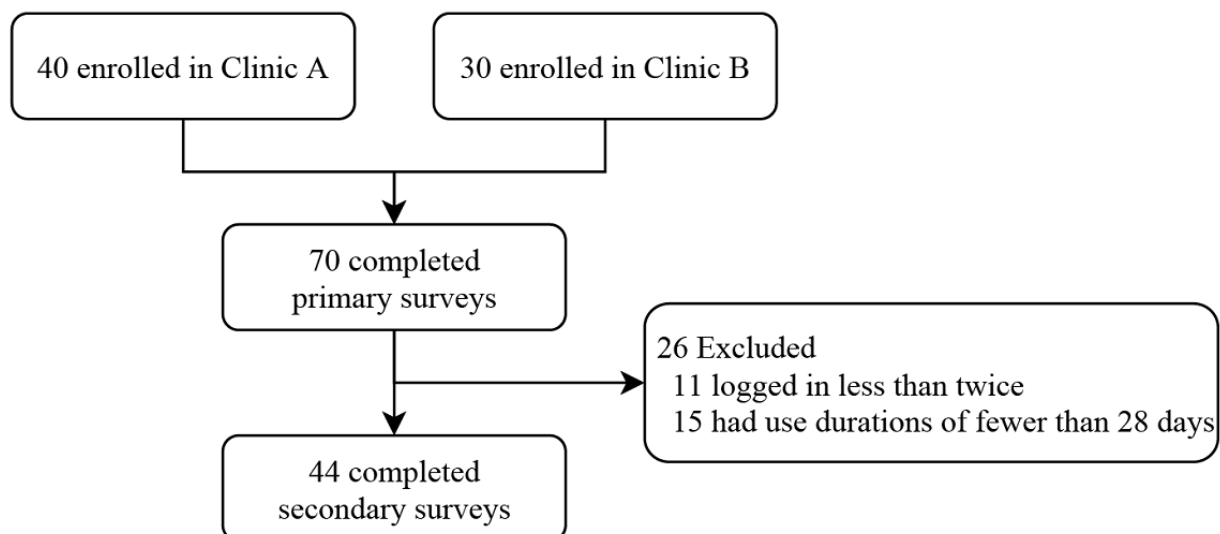 40 enrolled in Clinic A
30 enrolled in Clinic B
70 completed
primary surveys
26 Excluded
11 logged in less than twice
15 had use durations of fewer than 28 days
44 completed
secondary surveys